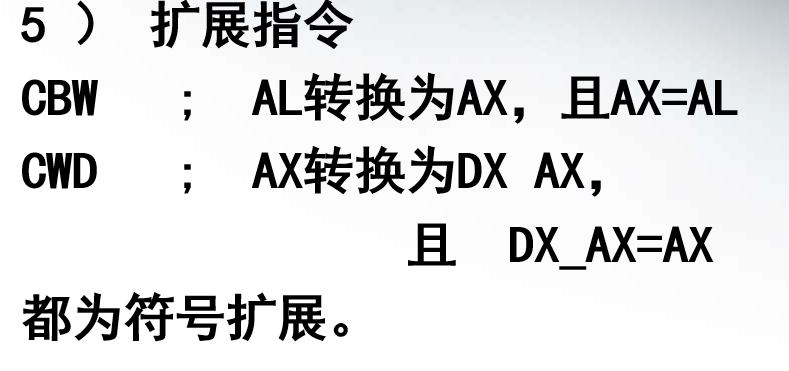 5 ） 扩展指令
CBW ； AL转换为AX，且AX=AL
CWD ； AX转换为DX AX，
且 DX_AX=AX
都为符号扩展。